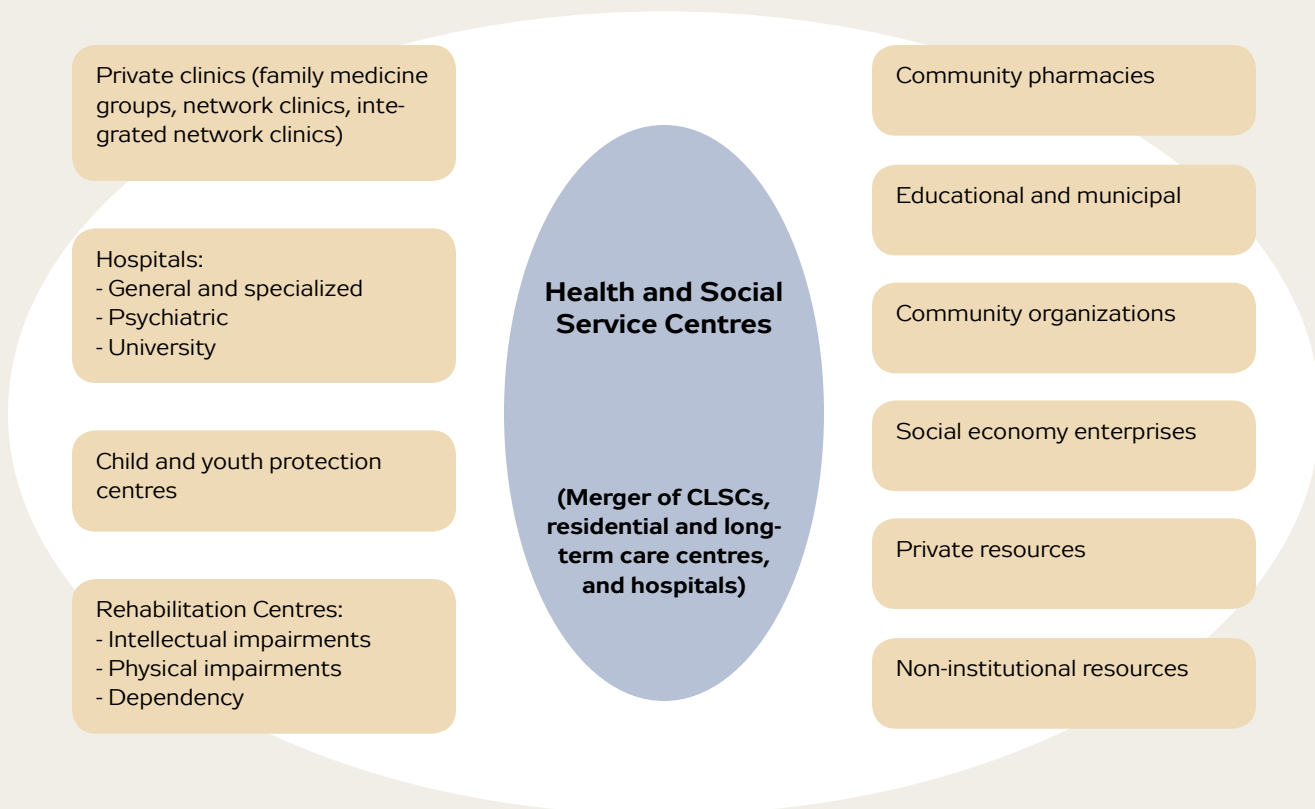 Private clinics (family medicine
groups, network clinics, inte-
grated network clinics)
Hospitals:
- General and specialized
- Psychiatric
- University
Child and youth protection
centres
Rehabilitation Centres:
- Intellectual impairments
- Physical impairments
- Dependency
Health and Social
Service Centres
(Merger of CLSCs,
residential and long-
term care centres,
and hospitals)
Community pharmacies
Educational and municipal
Community organizations
Social economy enterprises
Private resources
Non-institutional resources